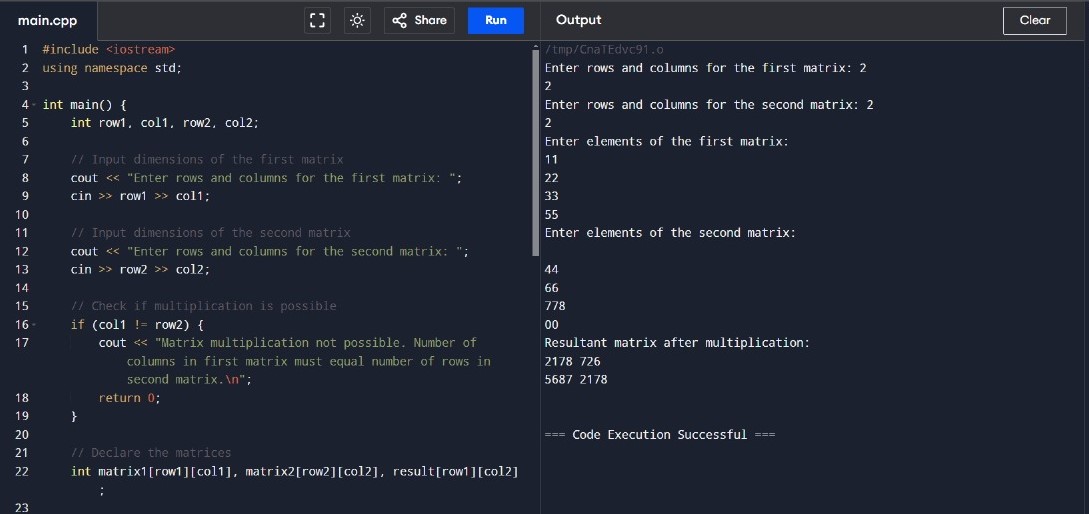 main.cpp
Share
Run
Output
Clear
1 #include <iostream>
2 using namespace std;
3
4 int main() {
5 int row1, col1, row2, col2;
6
7 // Input dimensions of the first matrix
8 cout << "Enter rows and columns for the first matrix: ";
9 cin >> row1 >> col1;
10
11 // Input dimensions of the second matrix
12 cout << "Enter rows and columns for the second matrix: ";
13 cin >> row2 >> col2;
14
15 // Check if multiplication is possible
16 if (col1 != row2) {
17 cout << "Matrix multiplication not possible. Number of
columns in first matrix must equal number of rows in
second matrix.\n";
18 return 0;
19 }
20
21 // Declare the matrices
22 int matrix1[row1][col1], matrix2[row2][col2], result[row1][col2]
;
23
/tmp/CnaTEdvc91.o
Enter rows and columns for the first matrix: 2
2
Enter rows and columns for the second matrix: 2
2
Enter elements of the first matrix:
11
22
33
55
Enter elements of the second matrix:
44
66
778
00
Resultant matrix after multiplication:
2178 726
5687 2178
=== Code Execution Successful ===